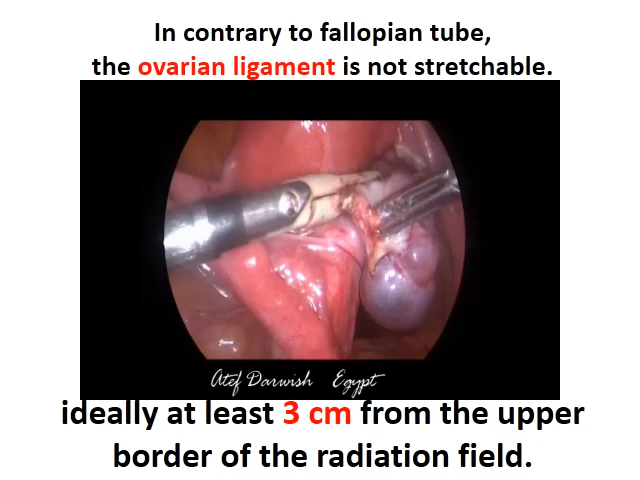 In contrary to fallopian tube,
the ovarian ligament is not stretchable.
Atef Darwish Egypt
ideally at least 3 cm from the upper
border of the radiation field.